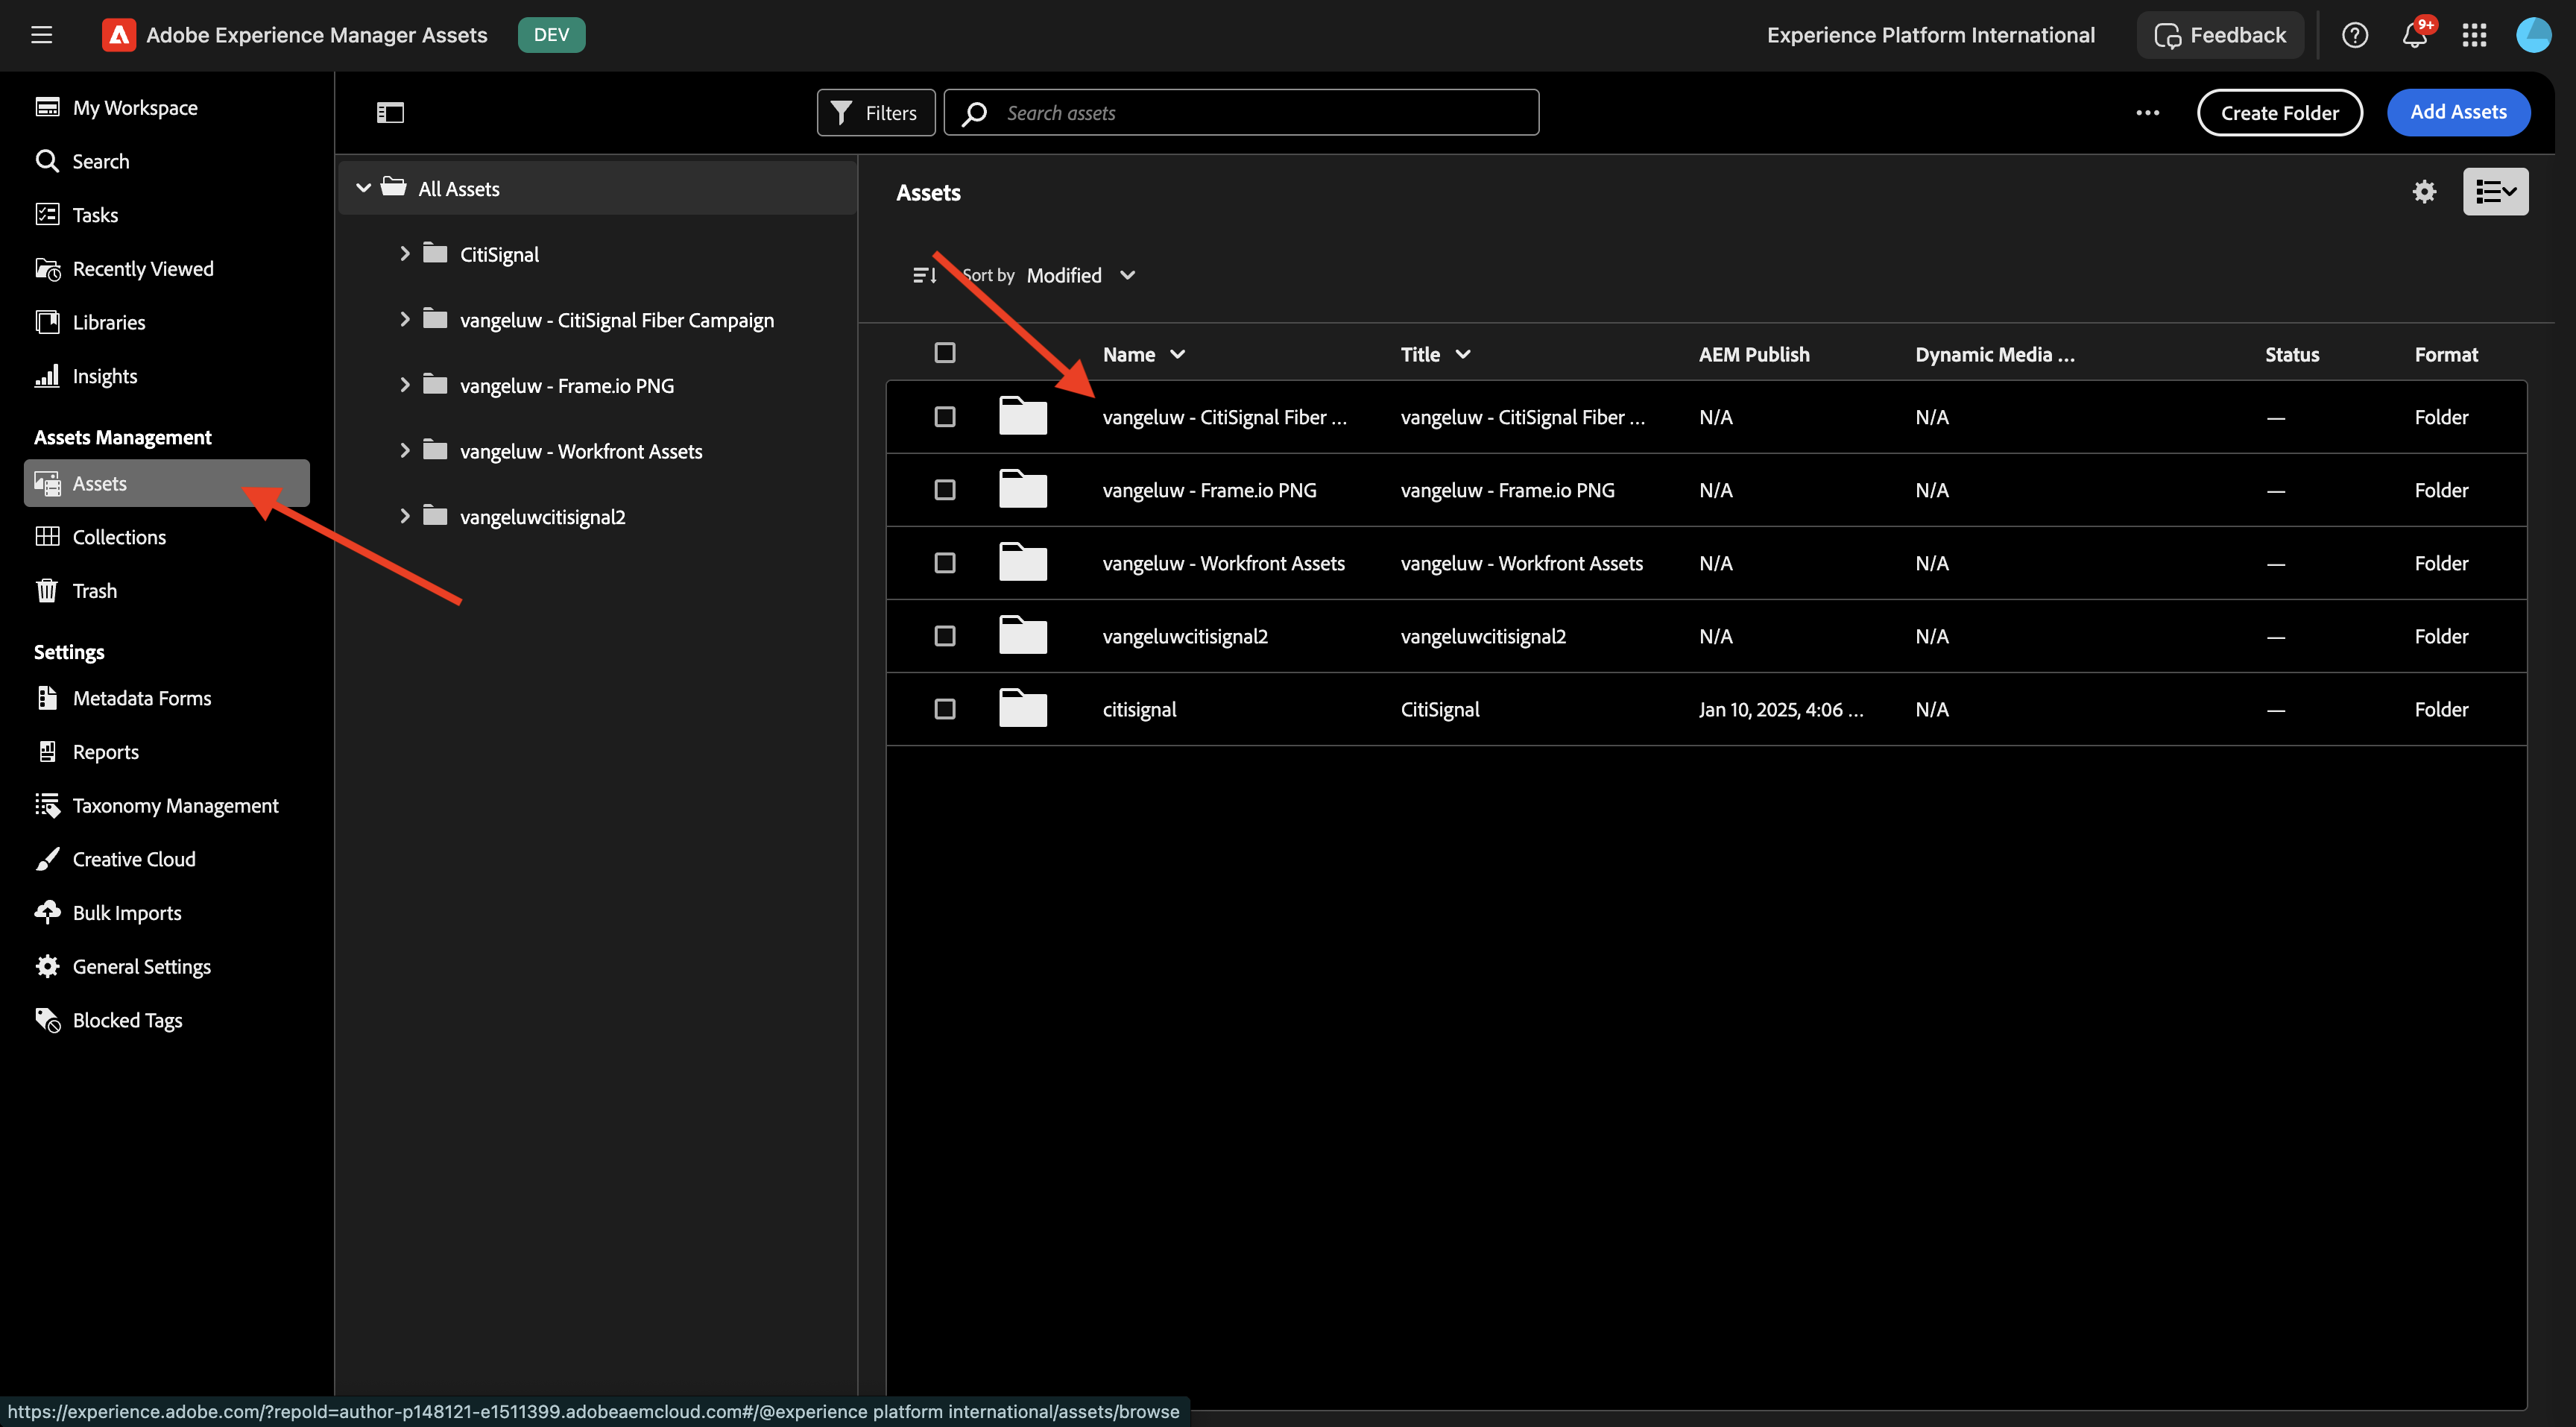 Adobe Experience Manager Assets
DEV
Experience Platform International
Feedback
9+
My Workspace
Search
Tasks
Recently Viewed
Libraries
Insights
Assets Management
Assets
Collections
Trash
Settings
Metadata Forms
Reports
Taxonomy Management
Creative Cloud
Bulk Imports
General Settings
Blocked Tags
Filters
Search assets
Create Folder
Add Assets
All Assets
CitiSignal
vangeluw - CitiSignal Fiber Campaign
vangeluw - Frame.io PNG
vangeluw - Workfront Assets
vangeluwcitisignal2
Assets
Sort by Modified
Name Title AEM Publish Dynamic Media ... Status Format
vangeluw - CitiSignal Fiber ... vangeluw - CitiSignal Fiber ... N/A N/A — Folder
vangeluw - Frame.io PNG vangeluw - Frame.io PNG N/A N/A — Folder
vangeluw - Workfront Assets vangeluw - Workfront Assets N/A N/A — Folder
vangeluwcitisignal2 vangeluwcitisignal2 N/A N/A — Folder
citisignal CitiSignal Jan 10, 2025, 4:06 ... N/A — Folder
https://experience.adobe.com/?repoId=author-p148121-e1511399.adobeaemcloud.com#/@experience platform international/assets/browse